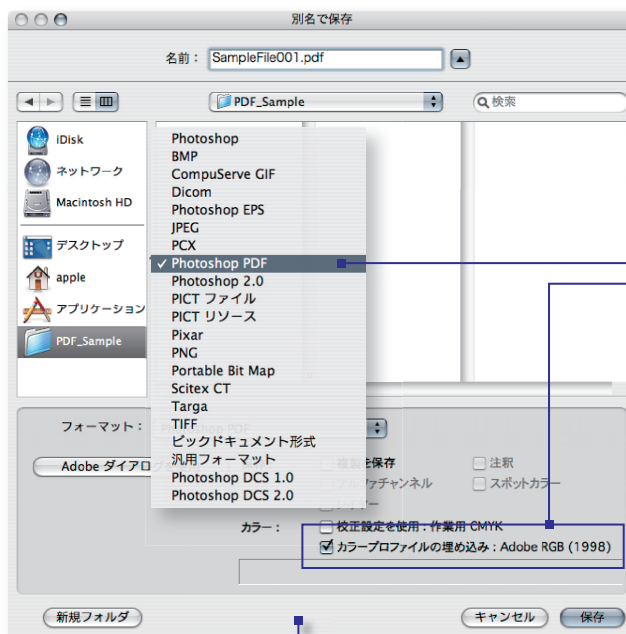 別名で保存
名前：
SampleFile001.pdf
PDF_Sample
検索
iDisk
ネットワーク
Macintosh HD
デスクトップ
apple
アプリケーション
PDF_Sample
Photoshop
BMP
CompuServe GIF
Dicom
Photoshop EPS
JPEG
PCX
✓ Photoshop PDF
Photoshop 2.0
PICT ファイル
PICT リソース
Pixar
PNG
Portable Bit Map
Scitex CT
Targa
TIFF
ビックドキュメント形式
汎用フォーマット
Photoshop DCS 1.0
Photoshop DCS 2.0
フォーマット：
Adobe ダイアログ
を保存
注釈
チャンネル
スポットカラー
カラー：
校正設定を使用：作業用 CMYK
カラープロファイルの埋め込み：Adobe RGB (1998)
新規フォルダ
キャンセル
保存